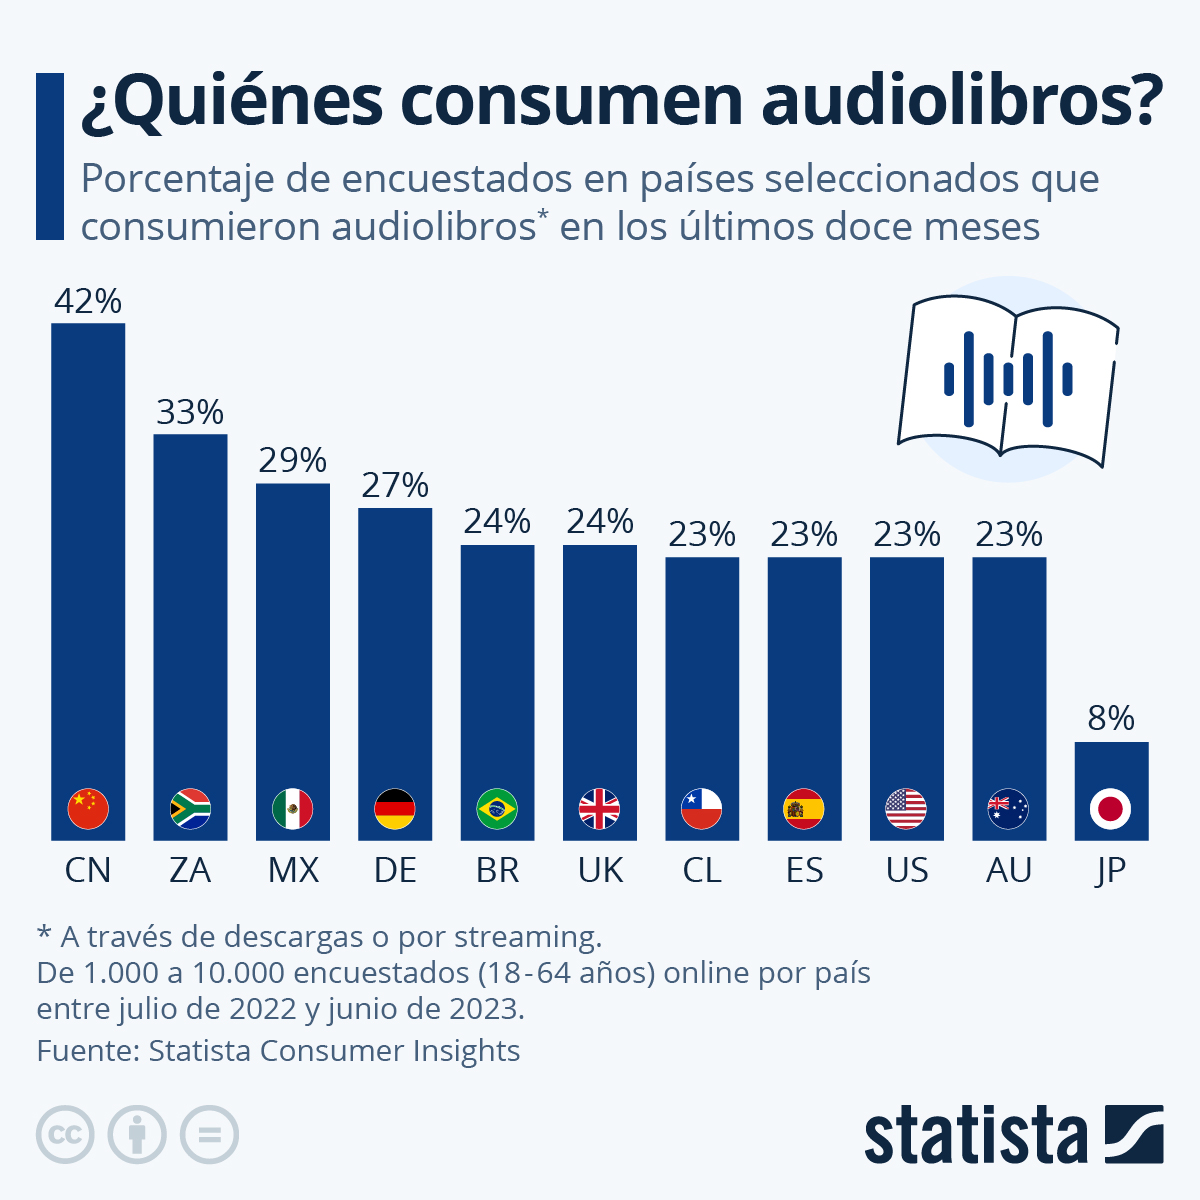 ¿Quiénes consumen audiolibros?
Porcentaje de encuestados en países seleccionados que
consumieron audiolibros* en los últimos doce meses
42%
33%
29%
27%
24%
24%
23%
23%
23%
23%
8%
CN
ZA
MX
DE
BR
UK
CL
ES
US
AU
JP
* A través de descargas o por streaming.
De 1.000 a 10.000 encuestados (18-64 años) online por país
entre julio de 2022 y junio de 2023.
Fuente: Statista Consumer Insights
cc
statista